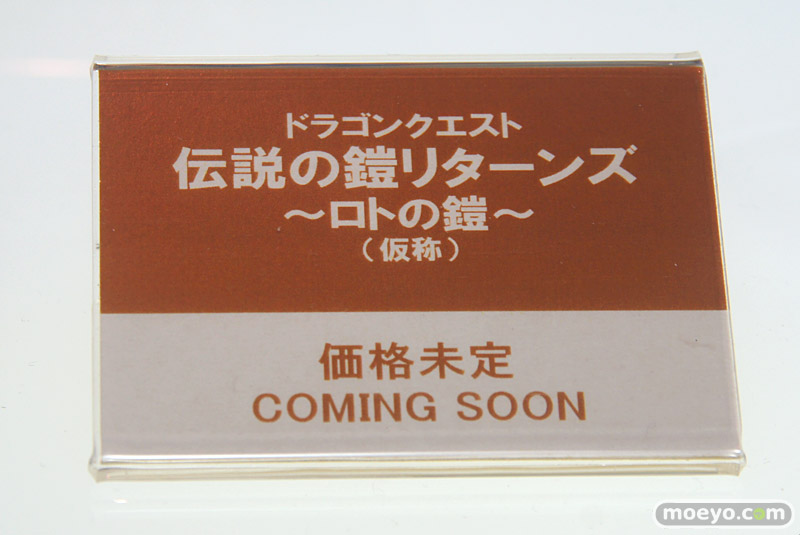 ドラゴンクエスト
伝説の鎧リターンズ
～ロトの鎧～
（仮称）
価格未定
COMING SOON
moeyo.com